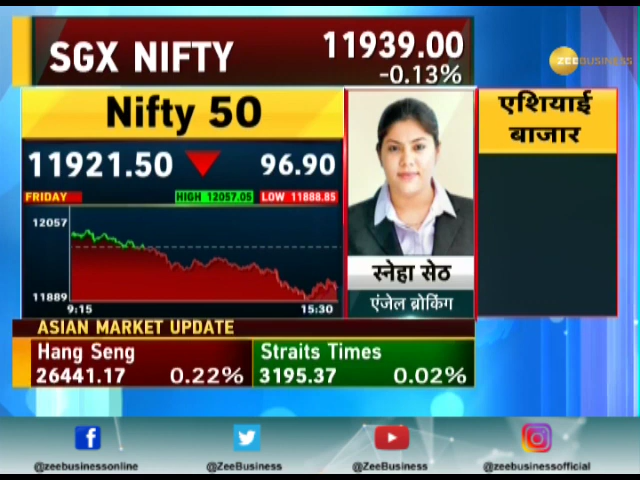 SGX NIFTY
11939.00
-0.13%
ZEEBUSINESS
Nifty 50
11921.50 96.90
FRIDAY HIGH 12057.05 LOW 11888.85
12057
11889
9:15 15:30
स्नेहा सेठ
एंजेल ब्रोकिंग
एशियाई
बाजार
ASIAN MARKET UPDATE
Hang Seng
26441.17 0.22%
Straits Times
3195.37 0.02%
@zeebusinessonline @ZeeBusiness @ZeeBusiness @zeebusinessofficial